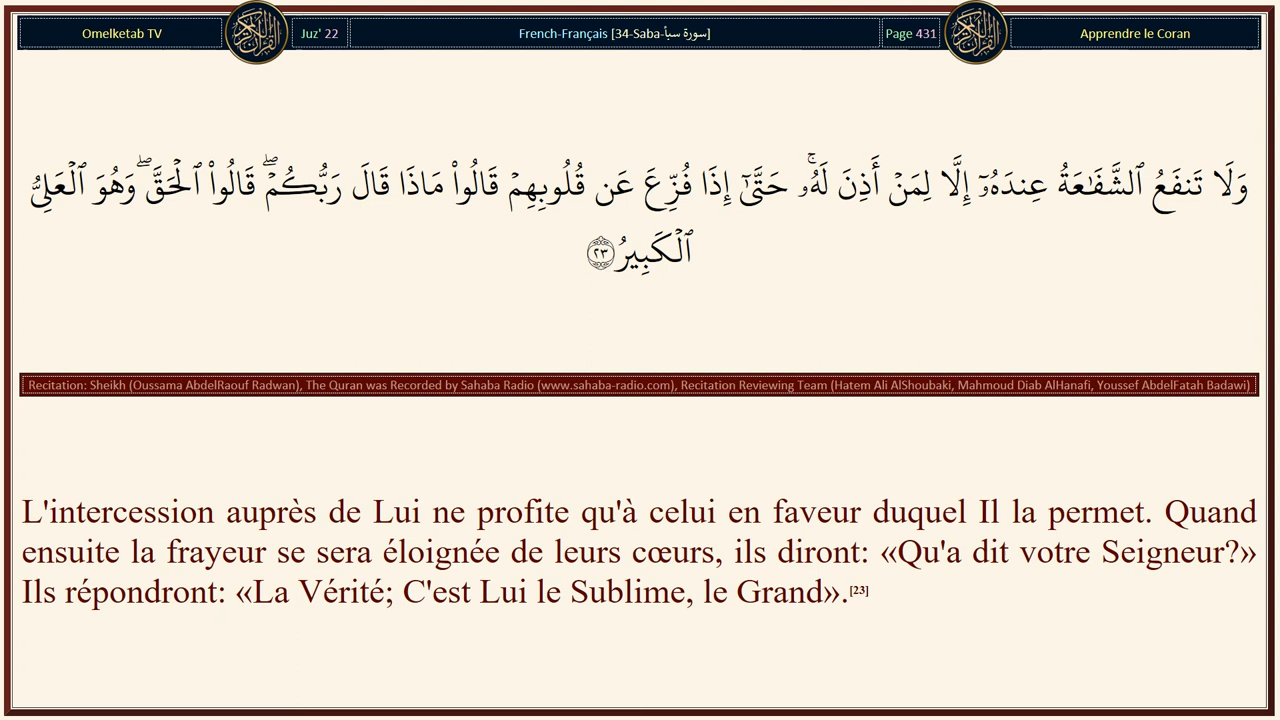 Omelketab TV
Juz' 22
French-Français [34-Saba-سورة سبأ]
Page 431
Apprendre le Coran
وَلَا تَنفَعُ ٱلشَّفَٰعَةُ عِندَهُۥٓ إِلَّا لِمَنۡ أَذِنَ لَهُۥۚ حَتَّىٰٓ إِذَا فُزِّعَ عَن قُلُوبِهِمۡ قَالُواْ مَاذَا قَالَ رَبُّكُمۡۖ قَالُواْ ٱلۡحَقَّۖ وَهُوَ ٱلۡعَلِيُّ
ٱلۡكَبِيرُ ٢٣
Recitation: Sheikh (Oussama AbdelRaouf Radwan), The Quran was Recorded by Sahaba Radio (www.sahaba-radio.com), Recitation Reviewing Team (Hatem Ali AlShoubaki, Mahmoud Diab AlHanafi, Youssef AbdelFatah Badawi)
L'intercession auprès de Lui ne profite qu'à celui en faveur duquel Il la permet. Quand
ensuite la frayeur se sera éloignée de leurs cœurs, ils diront: «Qu'a dit votre Seigneur?»
Ils répondront: «La Vérité; C'est Lui le Sublime, le Grand».[23]